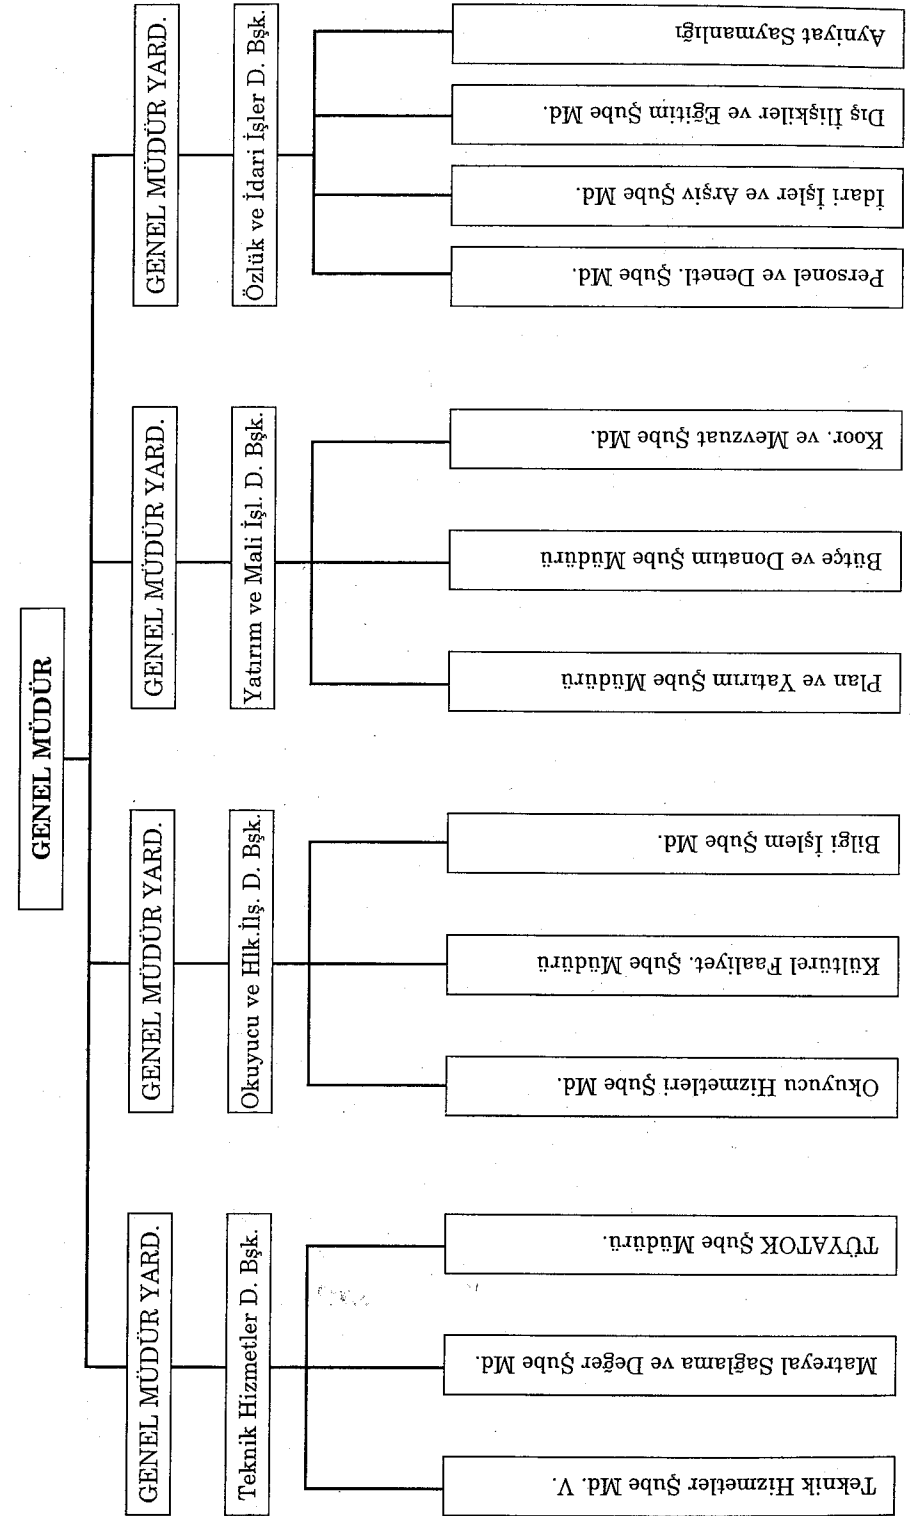 GENEL MÜDÜR
GENEL MÜDÜR YARD.
Teknik Hizmetler D. Bşk.
Teknik Hizmetler Şube Md. V.
Matreyal Sağlama ve Değer Şube Md.
TÜYATOK Şube Müdürü.
GENEL MÜDÜR YARD.
Okuyucu ve Hlk.İlş. D. Bşk.
Okuyucu Hizmetleri Şube Md.
Kültürel Faaliyet. Şube Müdürü
Bilgi İşlem Şube Md.
GENEL MÜDÜR YARD.
Yatırım ve Mali İşl. D. Bşk.
Plan ve Yatırım Şube Müdürü
Bütçe ve Donatım Şube Müdürü
Koor. ve Mevzuat Şube Md.
GENEL MÜDÜR YARD.
Özlük ve İdari İşler D. Bşk.
Personel ve Denetl. Şube Md.
İdari İşler ve Arşiv Şube Md.
Dış İlişkiler ve Eğitim Şube Md.
Ayniyat Saymanlığı